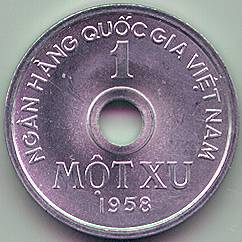 NGÂN HÀNG QUỐC GIA VIỆT NAM
1
MỘT XU
1958